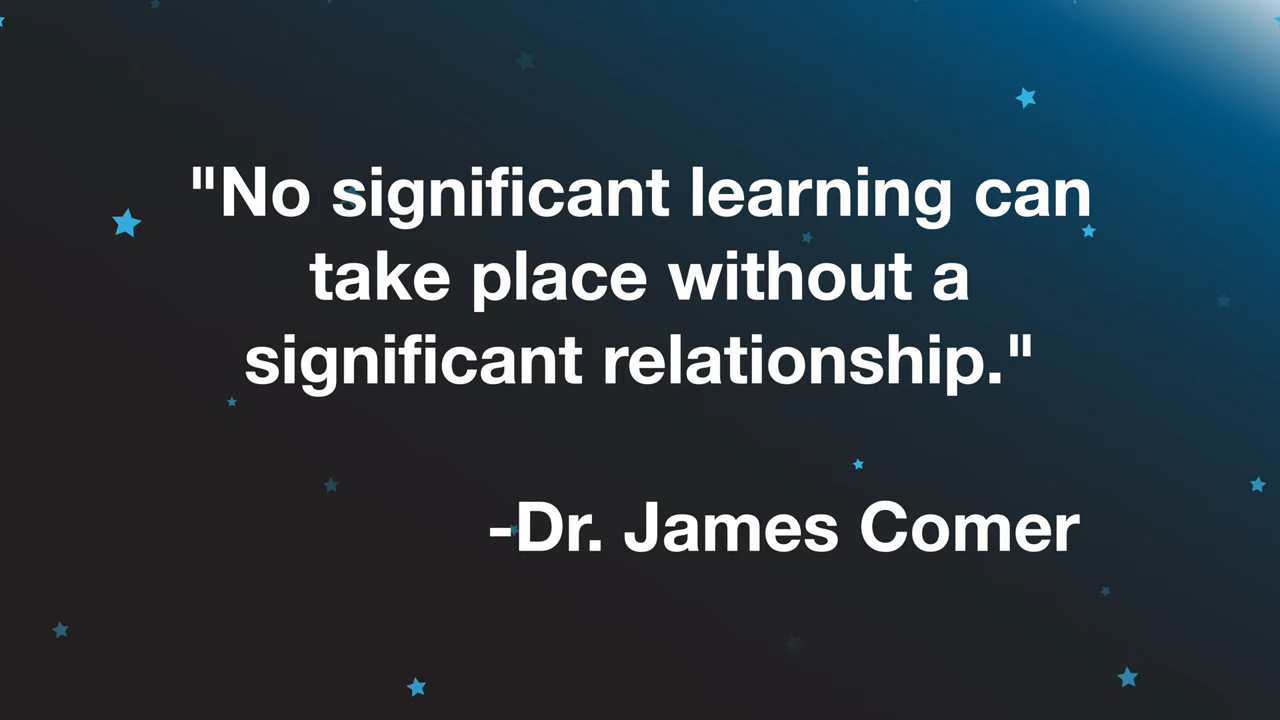 "No significant learning can
take place without a
significant relationship."
-Dr. James Comer